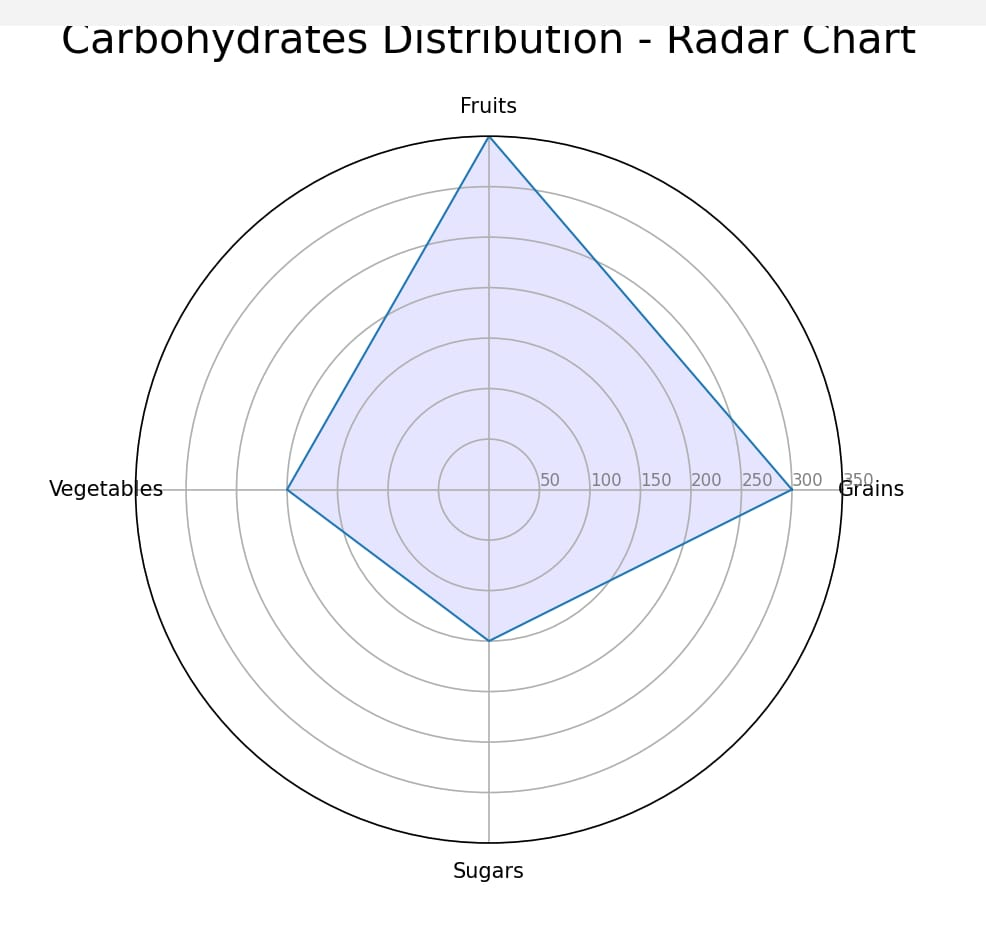 Carbohydrates Distribution - Radar Chart
Fruits
50 100 150 200 250 300 350
Vegetables
Grains
Sugars